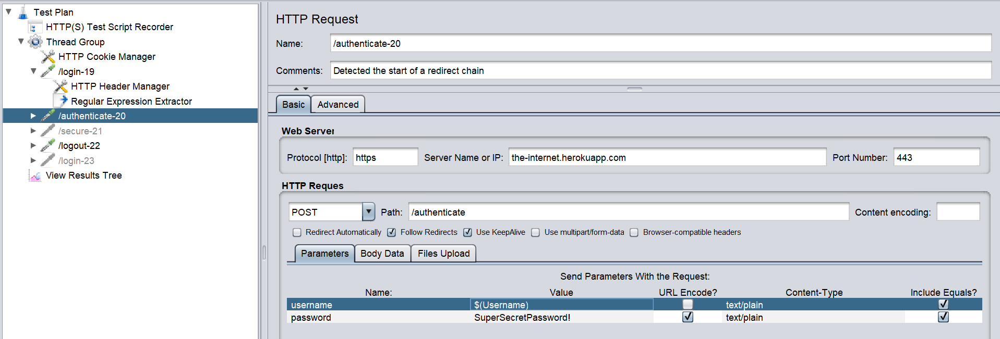 Test Plan
HTTP(S) Test Script Recorder
Thread Group
HTTP Cookie Manager
/login-19
HTTP Header Manager
Regular Expression Extractor
/authenticate-20
/secure-21
/logout-22
/login-23
View Results Tree
HTTP Request
Name: /authenticate-20
Comments: Detected the start of a redirect chain
Basic Advanced
Web Server
Protocol [http]: https Server Name or IP: the-internet.herokuapp.com Port Number: 443
HTTP Reques
POST Path: /authenticate Content encoding:
Redirect Automatically Follow Redirects Use KeepAlive Use multipart/form-data Browser-compatible headers
Parameters Body Data Files Upload
Send Parameters With the Request:
Name: Value URL Encode? Content-Type Include Equals?
username $(Username) text/plain
password SuperSecretPassword! text/plain